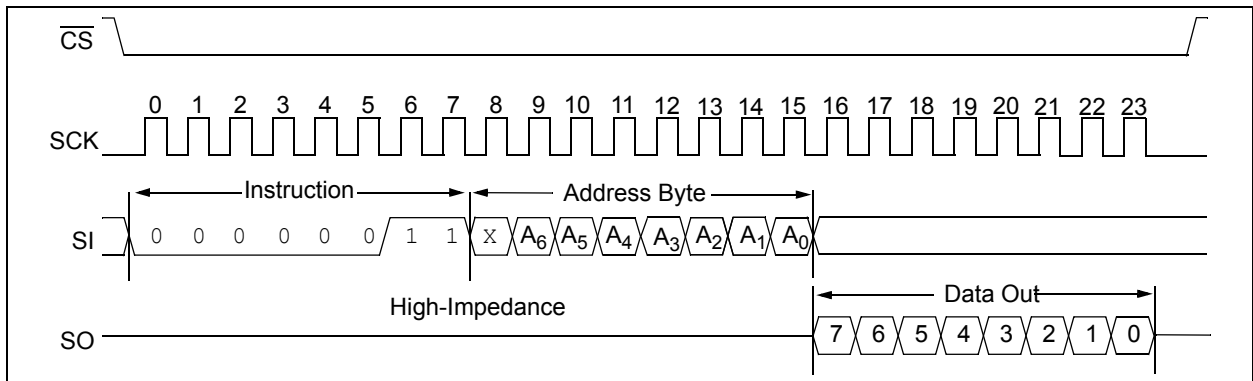 CS
0 1 2 3 4 5 6 7 8 9 10 11 12 13 14 15 16 17 18 19 20 21 22 23
SCK
Instruction Address Byte
SI 0 0 0 0 0 0 1 1 X A6 A5 A4 A3 A2 A1 A0
High-Impedance Data Out
SO 7 6 5 4 3 2 1 0